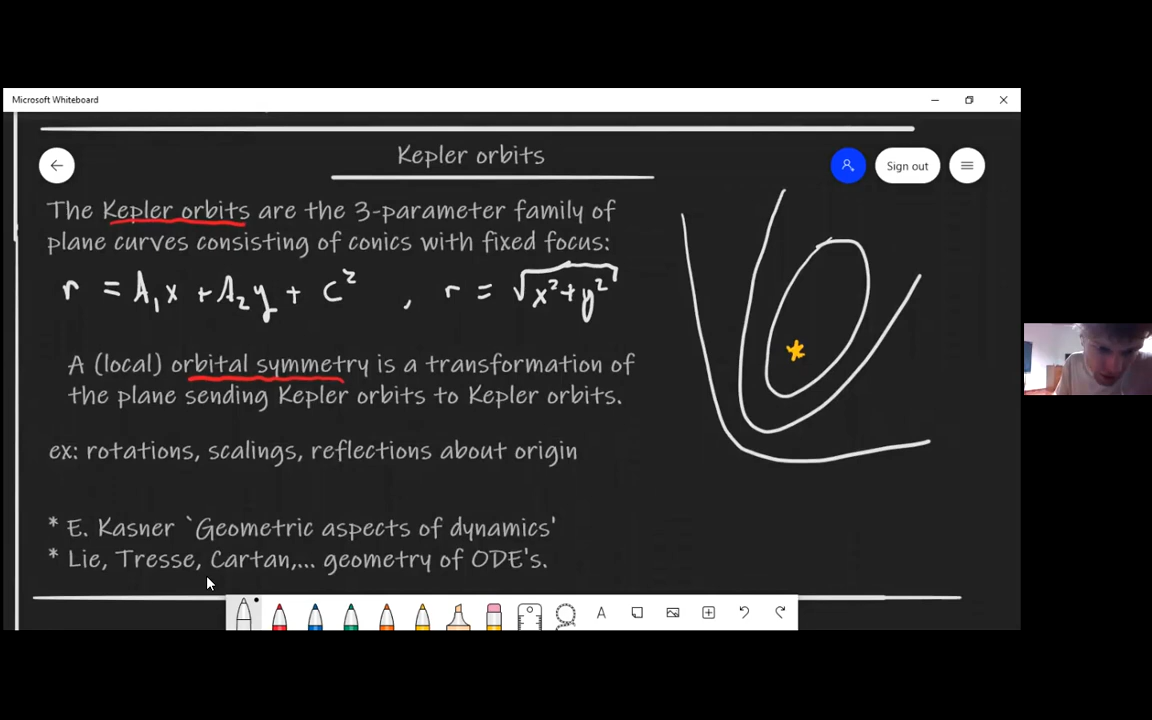 Microsoft Whiteboard
Kepler orbits
Sign out
The Kepler orbits are the 3-parameter family of
plane curves consisting of conics with fixed focus:
r = A₁x + A₂y + c² , r = √(x²+y²)
A (local) orbital symmetry is a transformation of
the plane sending Kepler orbits to Kepler orbits.
ex: rotations, scalings, reflections about origin
* E. Kasner `Geometric aspects of dynamics'
* Lie, Tresse, Cartan,... geometry of ODE's.
A